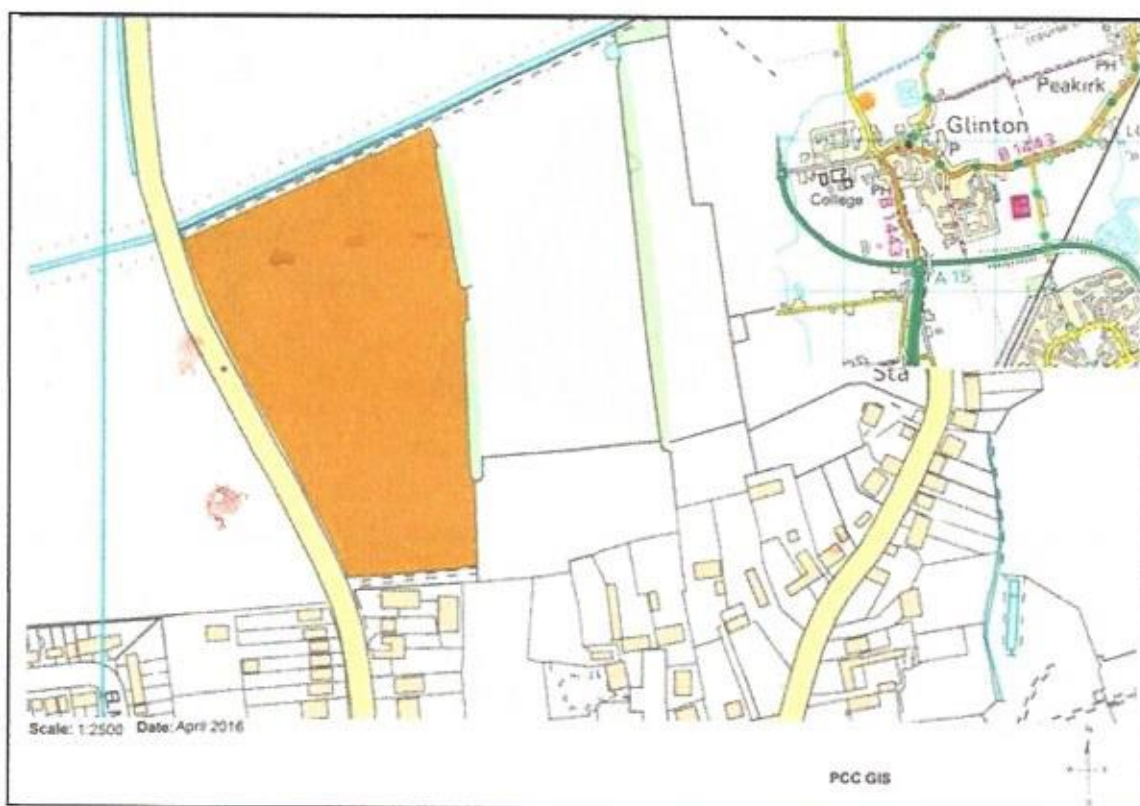 PH
Peakirk
Glinton
P
B 1443
College
PH
B 1443
A 15
Sta
Scale: 1:2500 Date: April 2016
PCC GIS